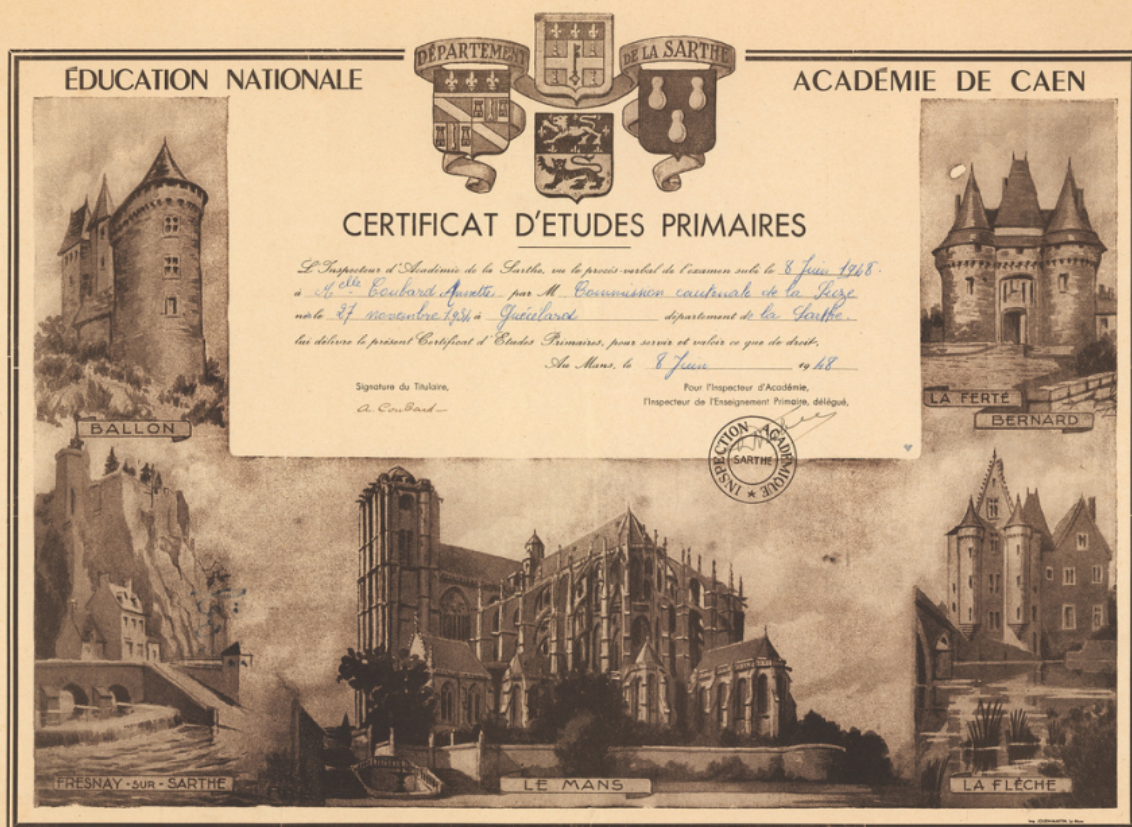 DÉPARTEMENT DE LA SARTHE
ÉDUCATION NATIONALE
ACADÉMIE DE CAEN
CERTIFICAT D'ETUDES PRIMAIRES
L'Inspecteur d'Académie de la Sarthe, vu le procès-verbal de l'examen subi le 8 Juin 1948
à Melle Coubard Annette par M Commission cantonale de la Suze
né le 27 novembre 1934 à Guécélard département de la Sarthe.
lui délivre le présent Certificat d'Etudes Primaires, pour servir et valoir ce que de droit.
Au Mans, le 8 Juin 1948
Signature du Titulaire,
A. Coubard
Pour l'Inspecteur d'Académie,
l'Inspecteur de l'Enseignement Primaire, délégué,
INSPECTION ACADÉMIQUE
SARTHE
BALLON
LA FERTÉ
BERNARD
FRESNAY-SUR-SARTHE
LE MANS
LA FLÈCHE